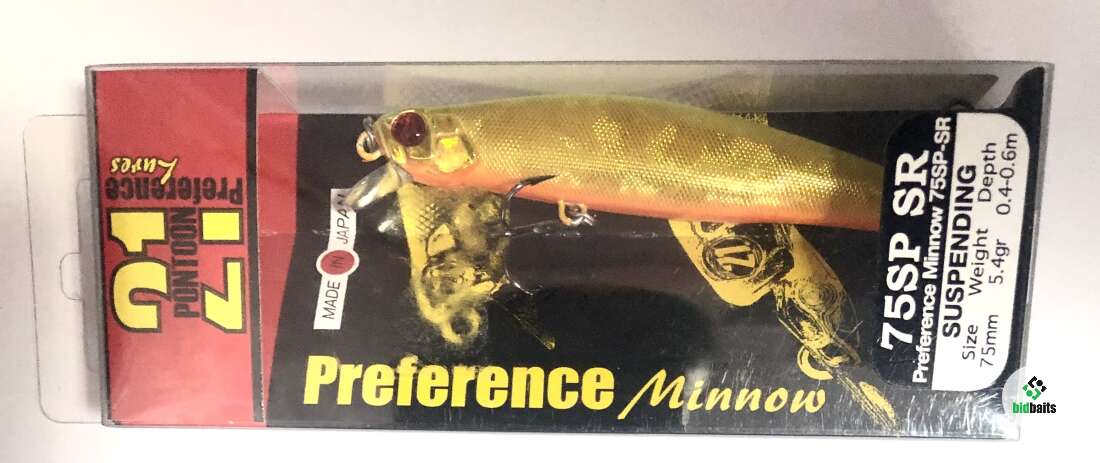 Preference
Lures
PONTOON
21
MADE IN JAPAN
Preference Minnow
75SP SR
Preference Minnow 75SP-SR
SUSPENDING
Size Weight Depth
75mm 5.4gr 0.4-0.6m
bidbaits